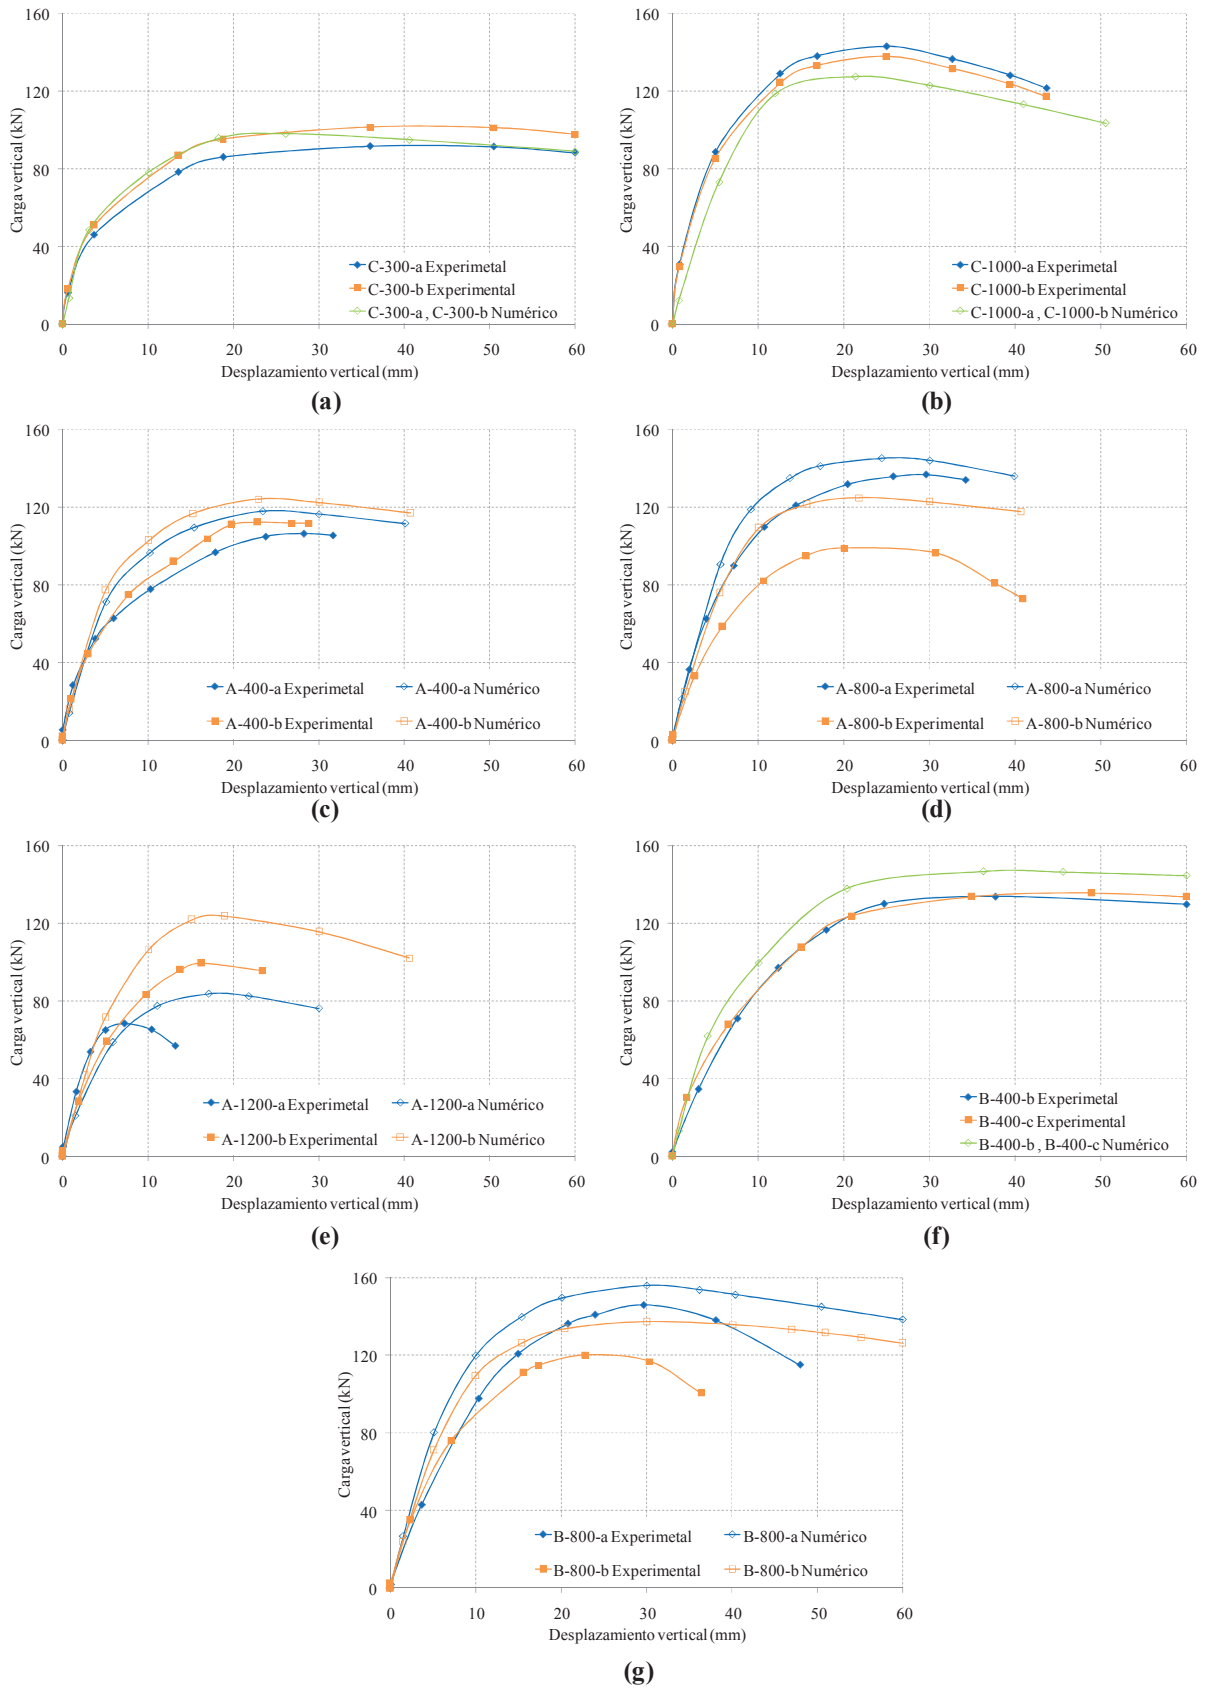 160
120
80
40
0
Carga vertical (kN)
C-300-a Experimetal
C-300-b Experimental
C-300-a , C-300-b Numérico
0 10 20 30 40 50 60
Desplazamiento vertical (mm)
(a)
160
120
80
40
0
Carga vertical (kN)
C-1000-a Experimetal
C-1000-b Experimental
C-1000-a , C-1000-b Numérico
0 10 20 30 40 50 60
Desplazamiento vertical (mm)
(b)
160
120
80
40
0
Carga vertical (kN)
A-400-a Experimetal A-400-a Numérico
A-400-b Experimental A-400-b Numérico
0 10 20 30 40 50 60
Desplazamiento vertical (mm)
(c)
160
120
80
40
0
Carga vertical (kN)
A-800-a Experimetal A-800-a Numérico
A-800-b Experimental A-800-b Numérico
0 10 20 30 40 50 60
Desplazamiento vertical (mm)
(d)
160
120
80
40
0
Carga vertical (kN)
A-1200-a Experimetal A-1200-a Numérico
A-1200-b Experimental A-1200-b Numérico
0 10 20 30 40 50 60
Desplazamiento vertical (mm)
(e)
160
120
80
40
0
Carga vertical (kN)
B-400-b Experimetal
B-400-c Experimental
B-400-b , B-400-c Numérico
0 10 20 30 40 50 60
Desplazamiento vertical (mm)
(f)
160
120
80
40
0
Carga vertical (kN)
B-800-a Experimetal B-800-a Numérico
B-800-b Experimental B-800-b Numérico
0 10 20 30 40 50 60
Desplazamiento vertical (mm)
(g)